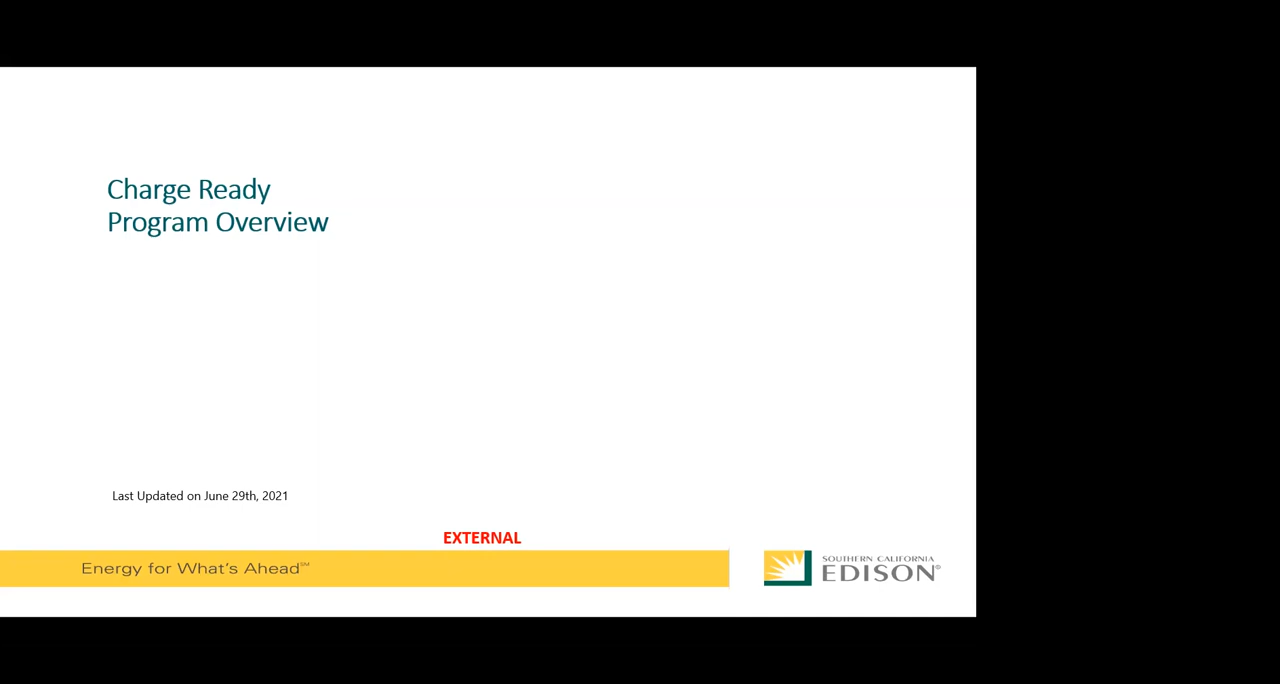 Charge Ready
Program Overview
Last Updated on June 29th, 2021
EXTERNAL
Energy for What's Ahead℠
SOUTHERN CALIFORNIA
EDISON®